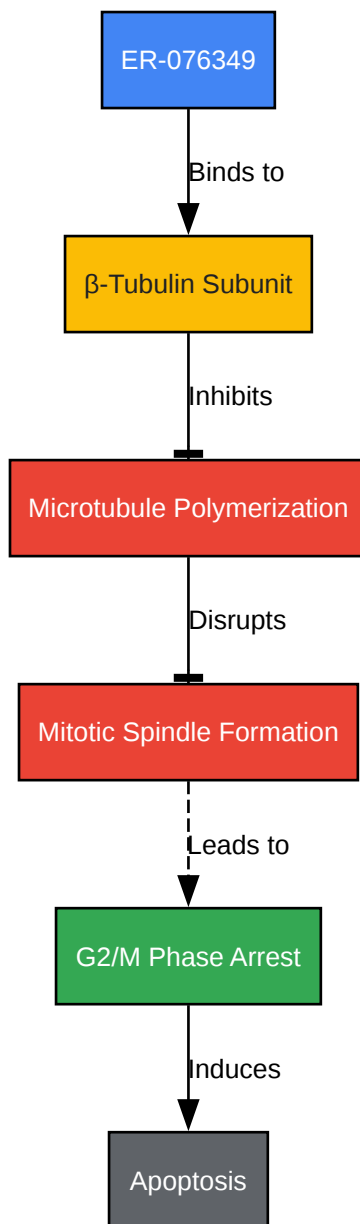 ER-076349
Binds to
β-Tubulin Subunit
Inhibits
Microtubule Polymerization
Disrupts
Mitotic Spindle Formation
Leads to
G2/M Phase Arrest
Induces
Apoptosis